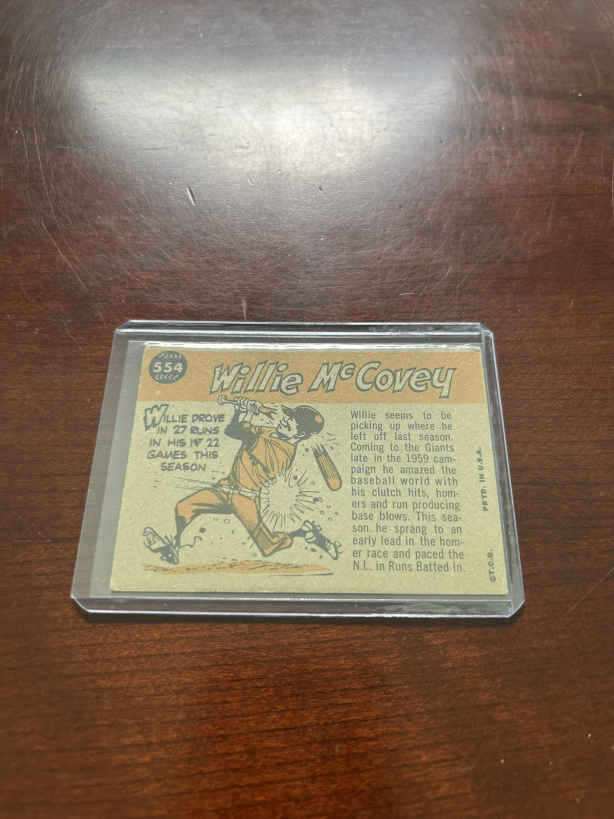 554
Willie McCovey
WILLIE DROVE
IN 27 RUNS
IN HIS 1ST 22
GAMES THIS
SEASON
Willie seems to be
picking up where he
left off last season.
Coming to the Giants
late in the 1959 cam-
paign he amazed the
baseball world with
his clutch hits, hom-
ers and run producing
base blows. This sea-
son he sprang to an
early lead in the hom-
er race and paced the
N.L. in Runs Batted-In.
©T.C.G.
PRTD. IN U.S.A.